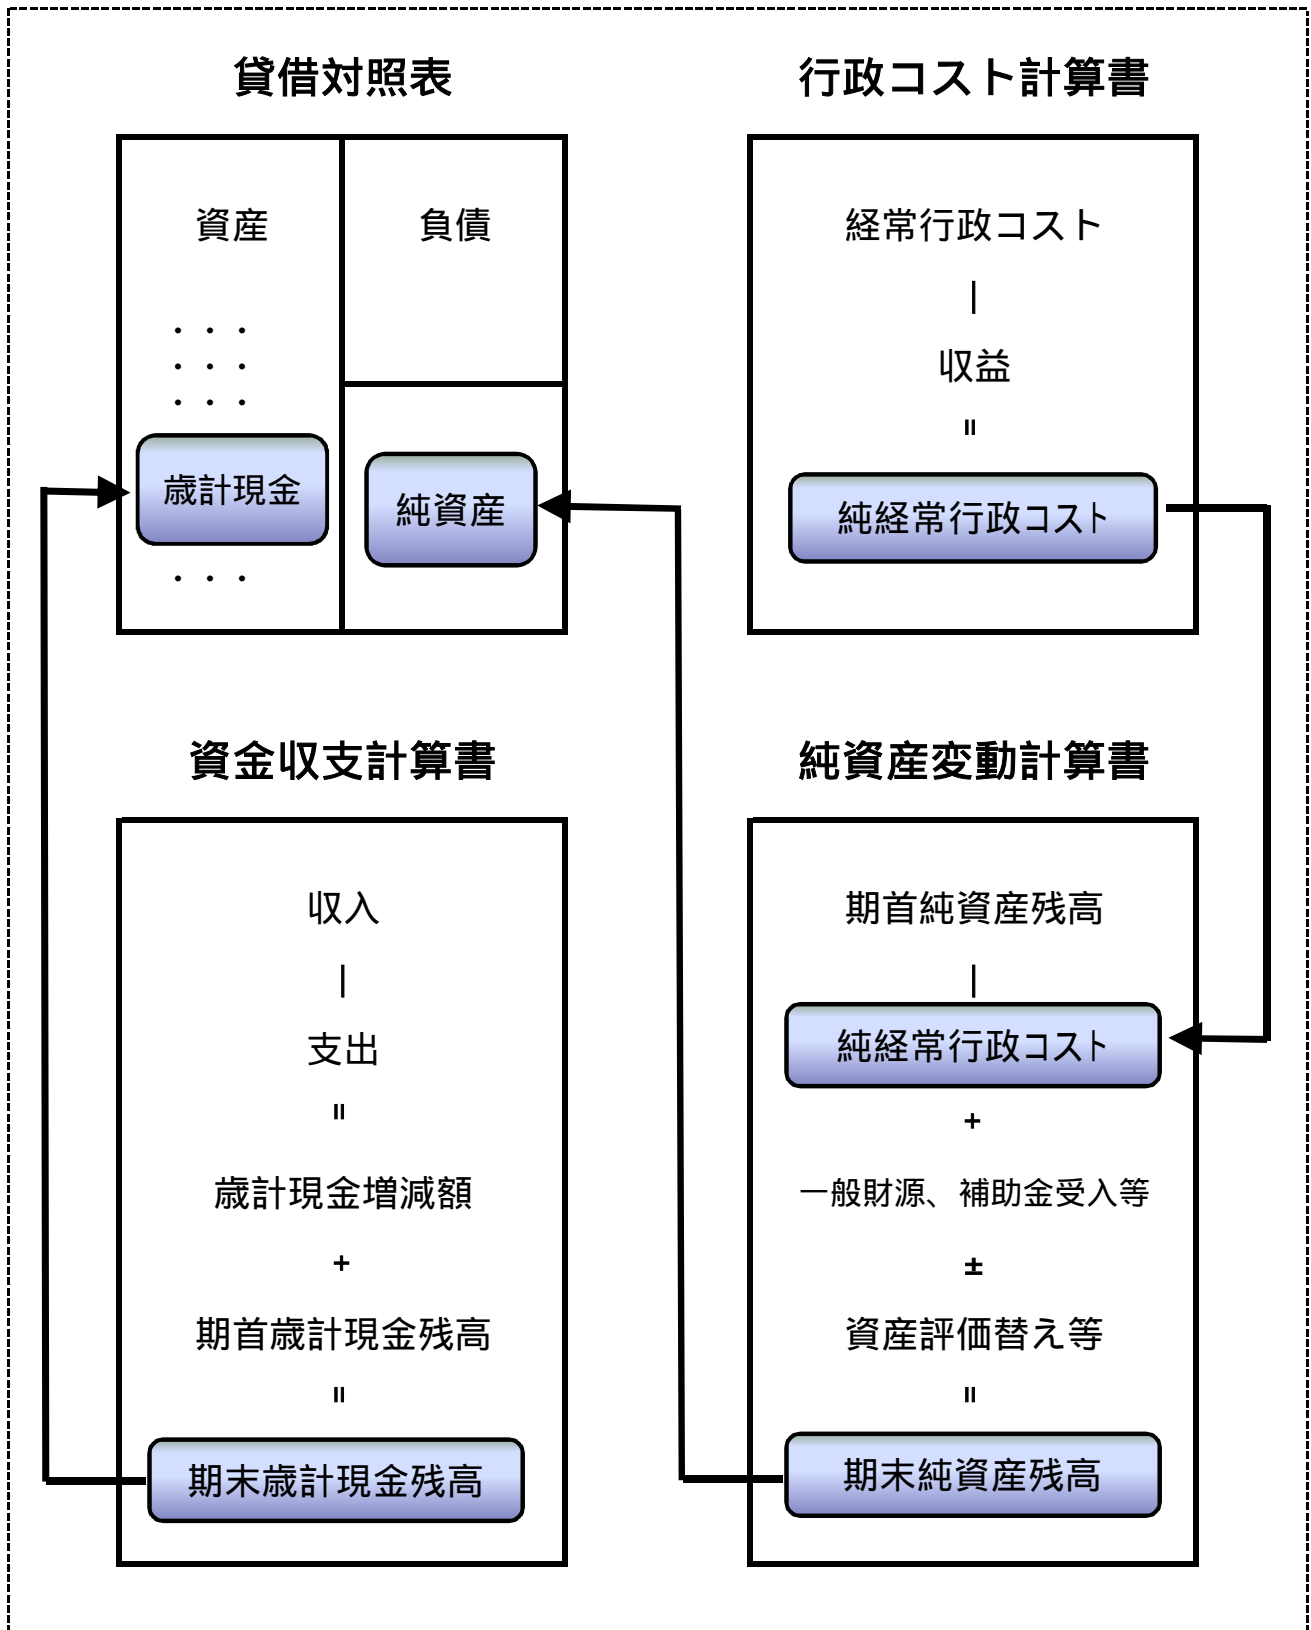 貸借対照表
資産
・・・
・・・
・・・
歳計現金
・・・
負債
純資産
行政コスト計算書
経常行政コスト
｜
収益
＝
純経常行政コスト
資金収支計算書
収入
｜
支出
＝
歳計現金増減額
+
期首歳計現金残高
＝
期末歳計現金残高
純資産変動計算書
期首純資産残高
｜
純経常行政コスト
+
一般財源、補助金受入等
±
資産評価替え等
＝
期末純資産残高